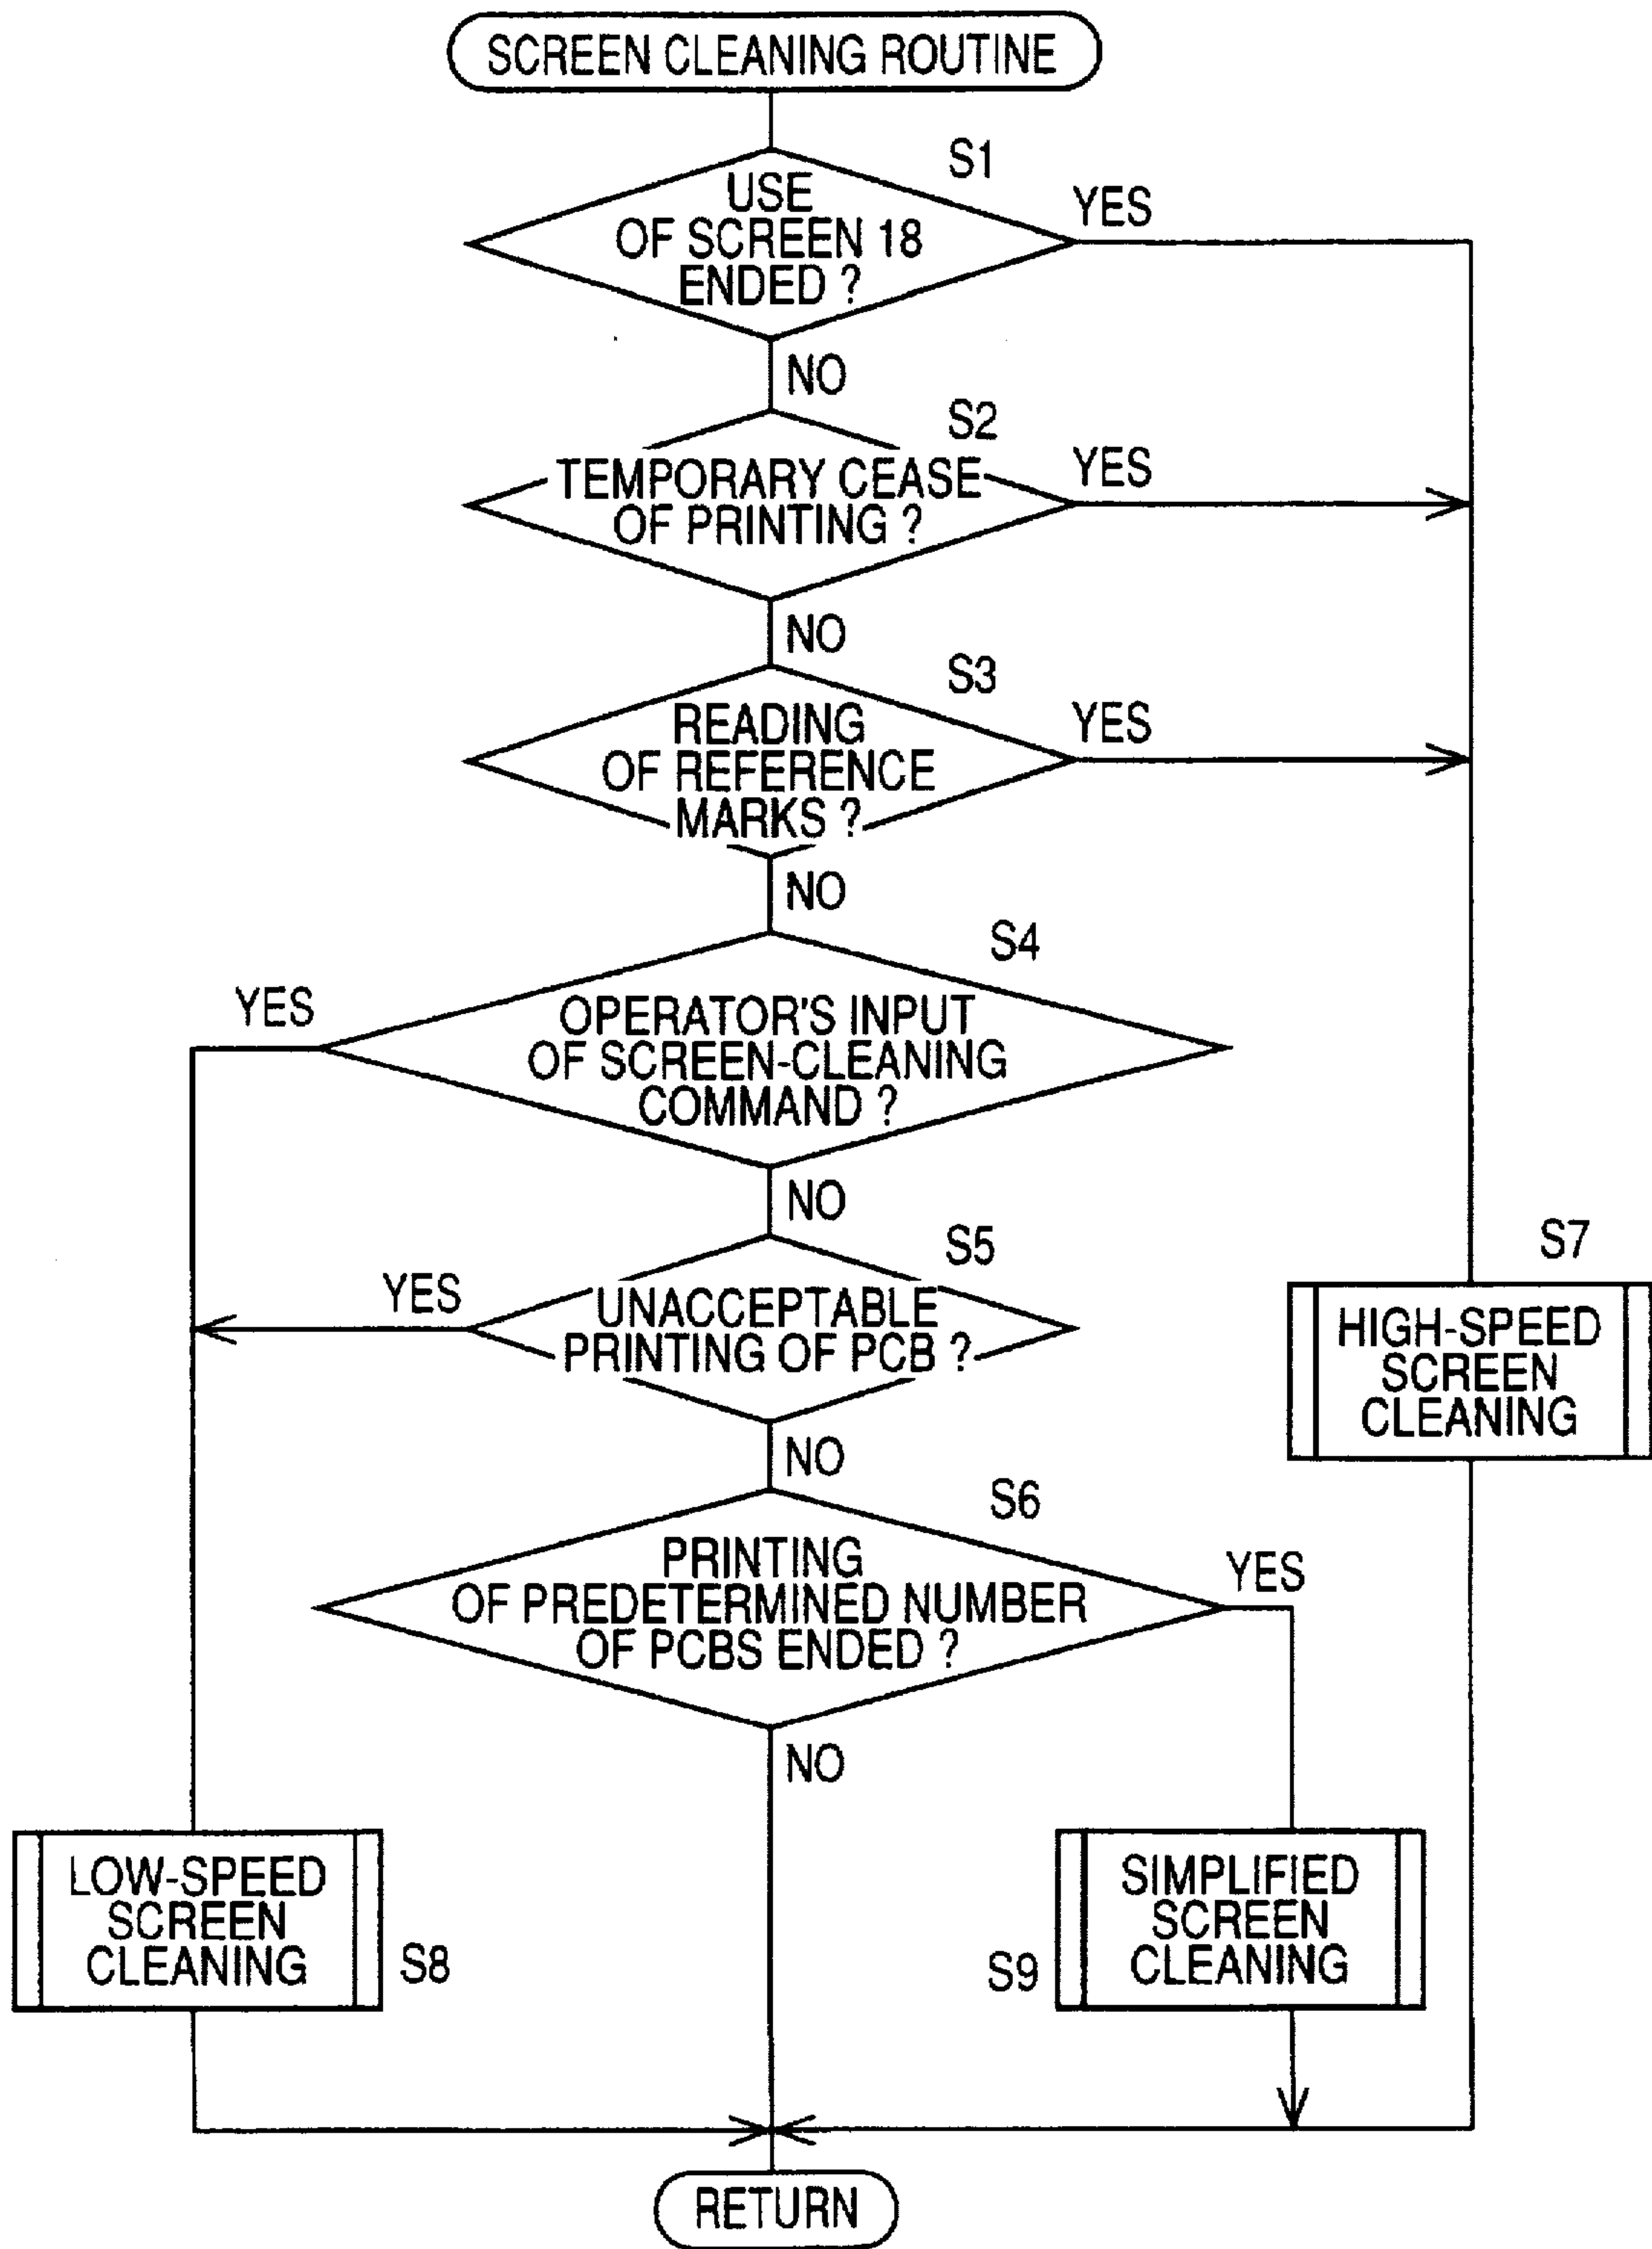 SCREEN CLEANING ROUTINE
S1
USE
OF SCREEN 18
ENDED ?
YES
NO
S2
TEMPORARY CEASE
OF PRINTING ?
YES
NO
S3
READING
OF REFERENCE
MARKS ?
YES
NO
S4
YES
OPERATOR'S INPUT
OF SCREEN-CLEANING
COMMAND ?
NO
S5
YES
UNACCEPTABLE
PRINTING OF PCB ?
NO
S7
HIGH-SPEED
SCREEN
CLEANING
S6
PRINTING
OF PREDETERMINED NUMBER
OF PCBS ENDED ?
YES
NO
LOW-SPEED
SCREEN
CLEANING
S8
SIMPLIFIED
SCREEN
CLEANING
S9
RETURN